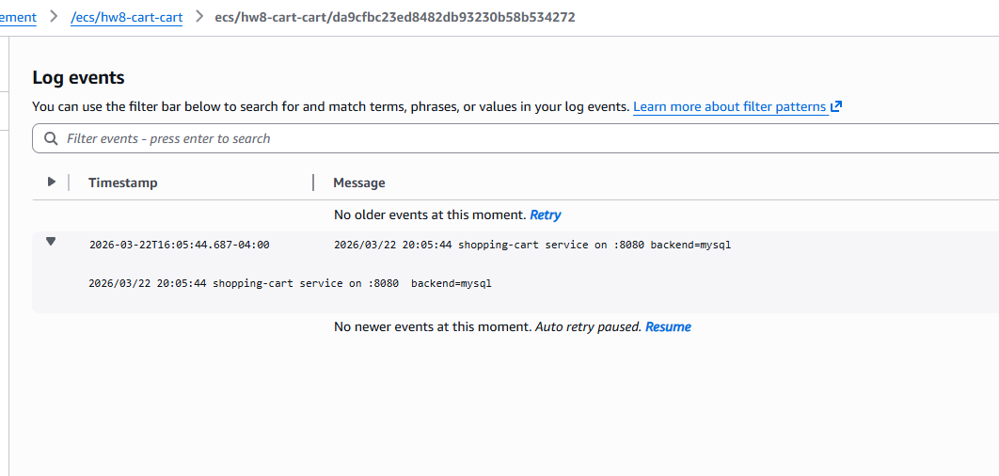 ement > /ecs/hw8-cart-cart > ecs/hw8-cart-cart/da9cfbc23ed8482db93230b58b534272
Log events
You can use the filter bar below to search for and match terms, phrases, or values in your log events. Learn more about filter patterns
Filter events - press enter to search
Timestamp Message
No older events at this moment. Retry
2026-03-22T16:05:44.687-04:00 2026/03/22 20:05:44 shopping-cart service on :8080 backend=mysql
2026/03/22 20:05:44 shopping-cart service on :8080  backend=mysql
No newer events at this moment. Auto retry paused. Resume